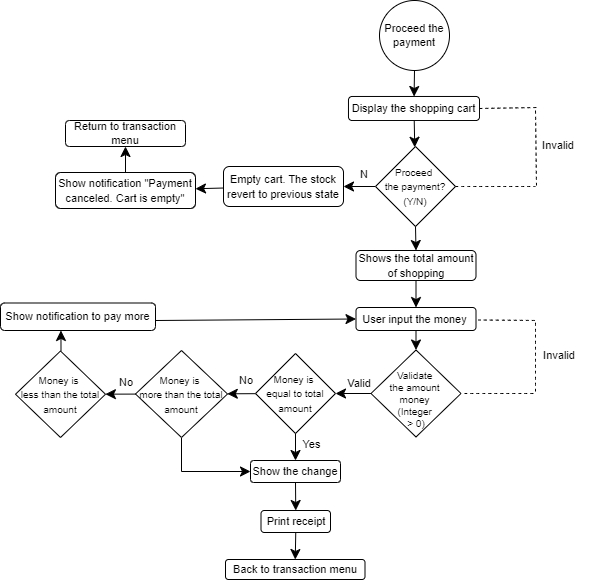 Proceed the
payment
Display the shopping cart
Invalid
Return to transaction
menu
Proceed
the payment?
(Y/N)
N
Empty cart. The stock
revert to previous state
Show notification "Payment
canceled. Cart is empty"
Shows the total amount
of shopping
Show notification to pay more
User input the money
Invalid
Validate
the amount
money
(Integer
> 0)
Valid
Money is
equal to total
amount
No
Money is
more than the total
amount
No
Money is
less than the total
amount
Yes
Show the change
Print receipt
Back to transaction menu